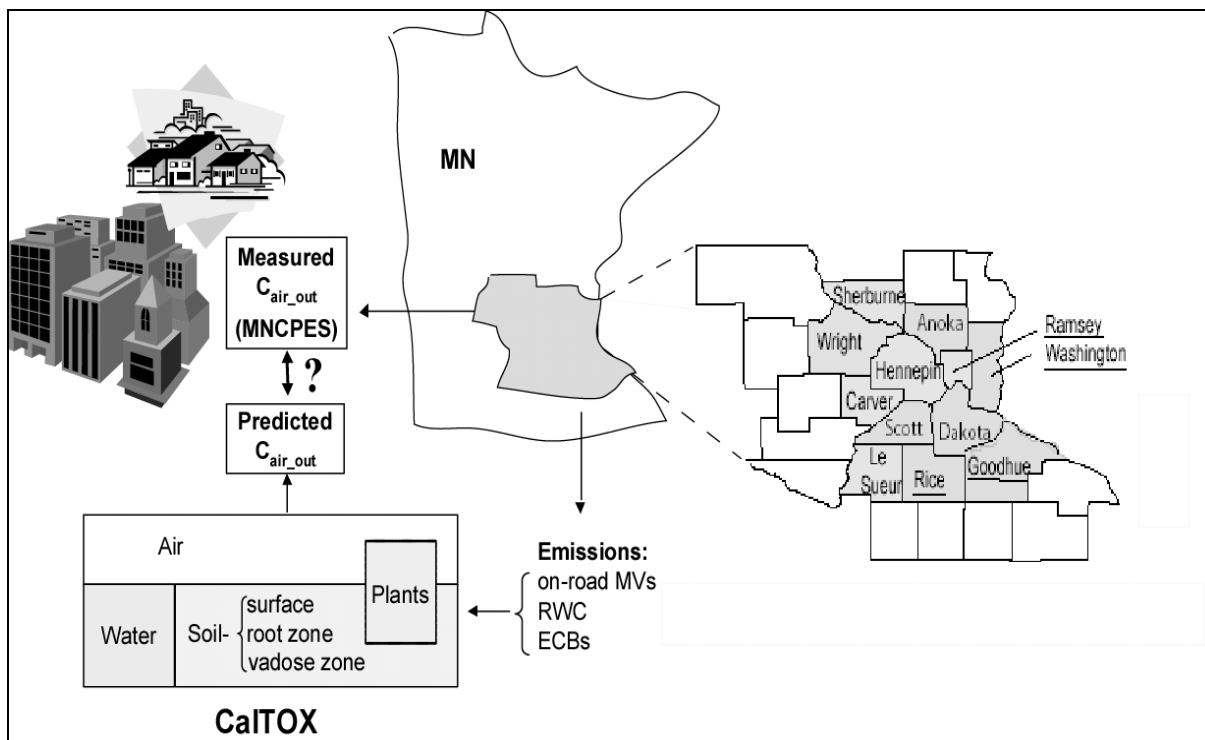 MN
Measured
C_air_out
(MNCPES)
?
Predicted
C_air_out
Air
Plants
Water
Soil-
surface
root zone
vadose zone
CalTOX
Emissions:
on-road MVs
RWC
ECBs
Sherburne
Anoka
Wright
Ramsey
Washington
Hennepin
Carver
Scott
Dakota
Le
Sueur
Rice
Goodhue